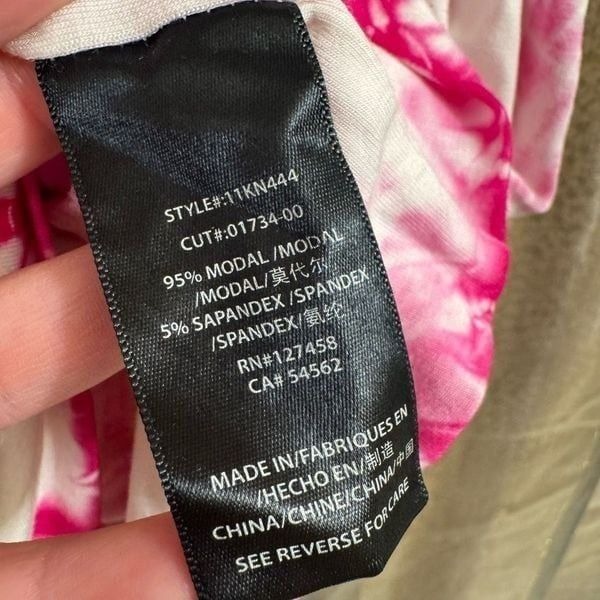 STYLE#:11KN444
CUT#:01734-00
95% MODAL /MODAL
/MODAL/莫代尔
5% SAPANDEX /SPANDEX
/SPANDEX/氨纶
RN#127458
CA# 54562
MADE IN/FABRIQUES EN
/HECHO EN/制造
CHINA/CHINE/CHINA/中国
SEE REVERSE FOR CARE